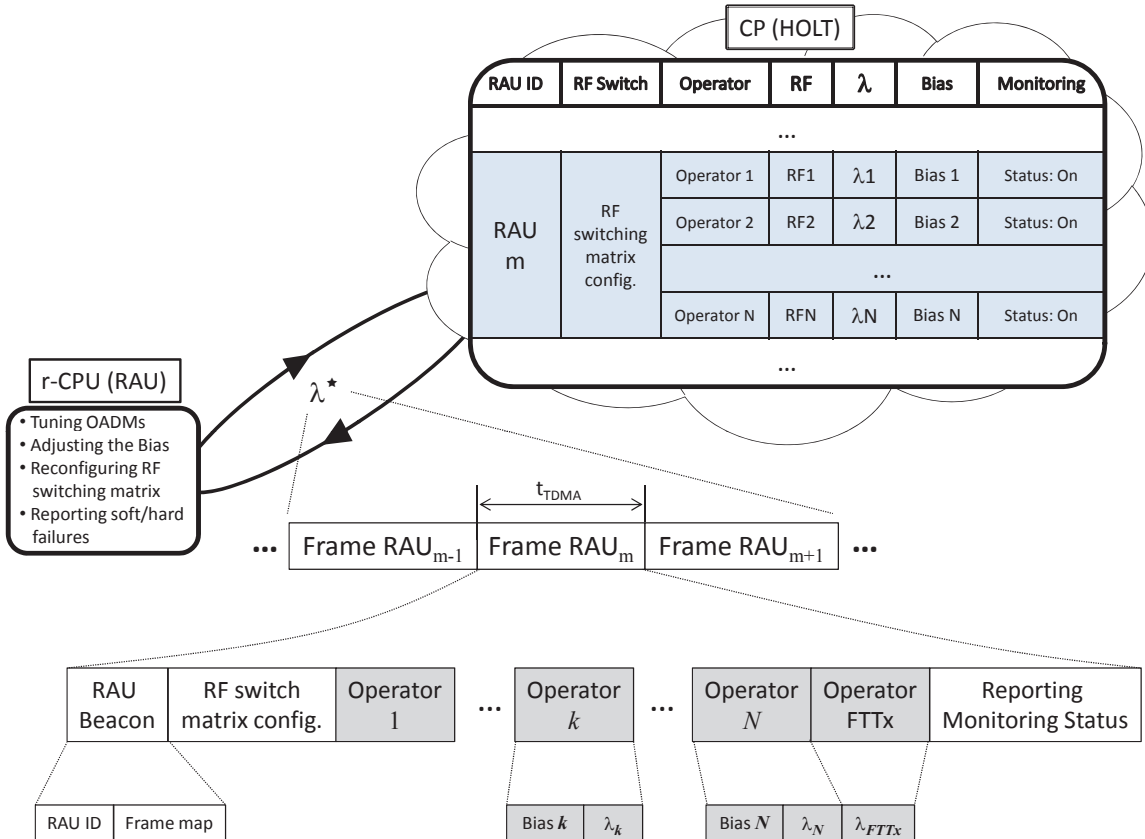 CP (HOLT)
RAU ID RF Switch Operator RF λ Bias Monitoring
...
RAU m
RF switching matrix config.
Operator 1 RF1 λ1 Bias 1 Status: On
Operator 2 RF2 λ2 Bias 2 Status: On
...
Operator N RFN λN Bias N Status: On
...
r-CPU (RAU)
• Tuning OADMs
• Adjusting the Bias
• Reconfiguring RF
switching matrix
• Reporting soft/hard
failures
λ★
tTDMA
... Frame RAUm-1 Frame RAUm Frame RAUm+1 ...
RAU Beacon
RF switch matrix config.
Operator 1
...
Operator k
...
Operator N
Operator FTTx
Reporting Monitoring Status
RAU ID Frame map
Bias k λk
Bias N λN λFTTx